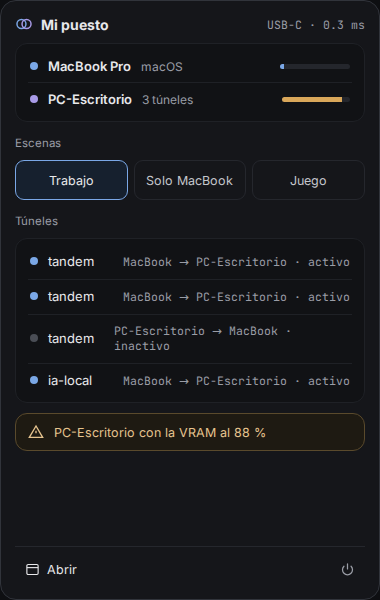 Mi puesto
USB-C · 0.3 ms
MacBook Pro macOS
PC-Escritorio 3 túneles
Escenas
Trabajo
Solo MacBook
Juego
Túneles
tandem MacBook → PC-Escritorio · activo
tandem MacBook → PC-Escritorio · activo
tandem PC-Escritorio → MacBook ·
inactivo
ia-local MacBook → PC-Escritorio · activo
PC-Escritorio con la VRAM al 88 %
Abrir